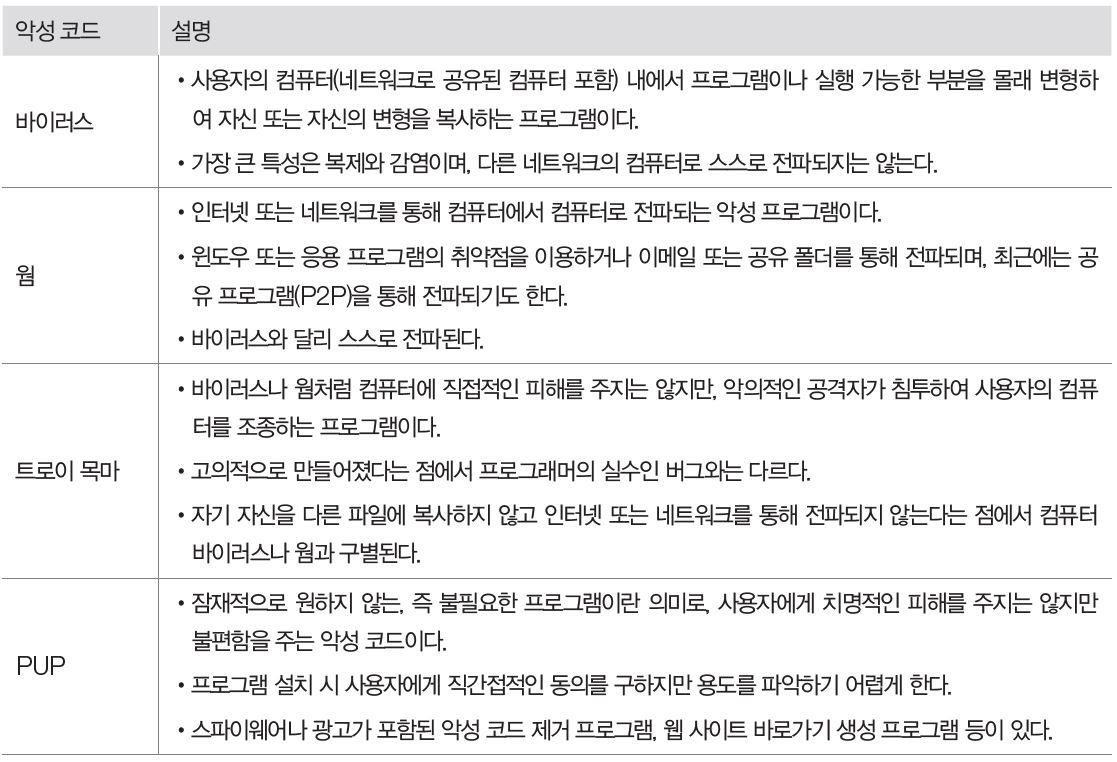 악성 코드
설명
바이러스
• 사용자의 컴퓨터(네트워크로 공유된 컴퓨터 포함) 내에서 프로그램이나 실행 가능한 부분을 몰래 변형하
여 자신 또는 자신의 변형을 복사하는 프로그램이다.
• 가장 큰 특성은 복제와 감염이며, 다른 네트워크의 컴퓨터로 스스로 전파되지는 않는다.
웜
• 인터넷 또는 네트워크를 통해 컴퓨터에서 컴퓨터로 전파되는 악성 프로그램이다.
• 윈도우 또는 응용 프로그램의 취약점을 이용하거나 이메일 또는 공유 폴더를 통해 전파되며, 최근에는 공
유 프로그램(P2P)을 통해 전파되기도 한다.
• 바이러스와 달리 스스로 전파된다.
트로이 목마
• 바이러스나 웜처럼 컴퓨터에 직접적인 피해를 주지는 않지만, 악의적인 공격자가 침투하여 사용자의 컴퓨
터를 조종하는 프로그램이다.
• 고의적으로 만들어졌다는 점에서 프로그래머의 실수인 버그와는 다르다.
• 자기 자신을 다른 파일에 복사하지 않고 인터넷 또는 네트워크를 통해 전파되지 않는다는 점에서 컴퓨터
바이러스나 웜과 구별된다.
PUP
• 잠재적으로 원하지 않는, 즉 불필요한 프로그램이란 의미로, 사용자에게 치명적인 피해를 주지는 않지만
불편함을 주는 악성 코드이다.
• 프로그램 설치 시 사용자에게 직간접적인 동의를 구하지만 용도를 파악하기 어렵게 한다.
• 스파이웨어나 광고가 포함된 악성 코드 제거 프로그램, 웹 사이트 바로가기 생성 프로그램 등이 있다.